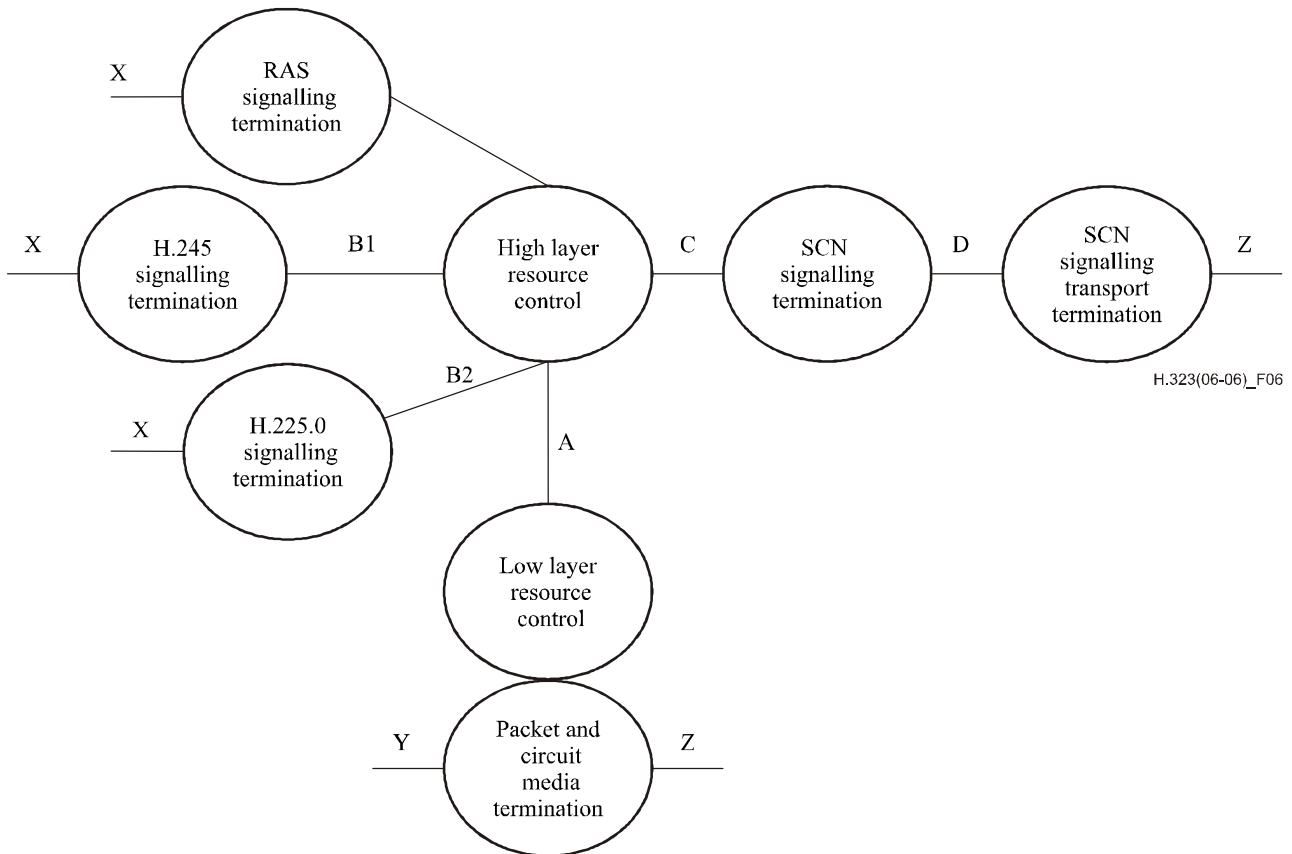 X
RAS
signalling
termination
X
H.245
signalling
termination
B1
High layer
resource
control
C
SCN
signalling
termination
D
SCN
signalling
transport
termination
Z
H.323(06-06)_F06
B2
X
H.225.0
signalling
termination
A
Low layer
resource
control
Y
Packet and
circuit
media
termination
Z